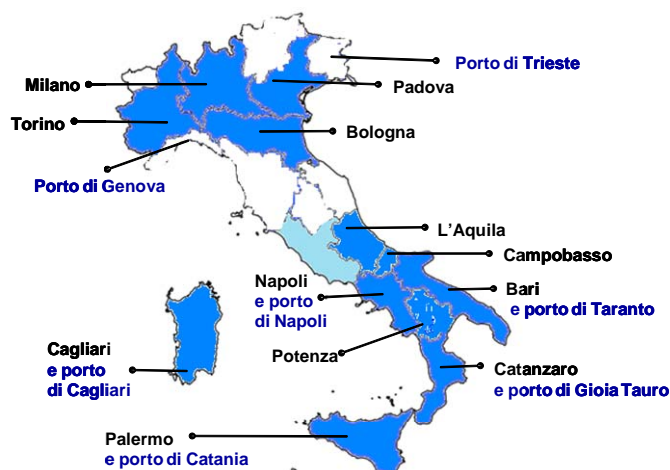 Porto di Trieste
Milano
Padova
Torino
Bologna
Porto di Genova
L'Aquila
Campobasso
Napoli
e porto
di Napoli
Bari
e porto di Taranto
Potenza
Cagliari
e porto
di Cagliari
Catanzaro
e porto di Gioia Tauro
Palermo
e porto di Catania